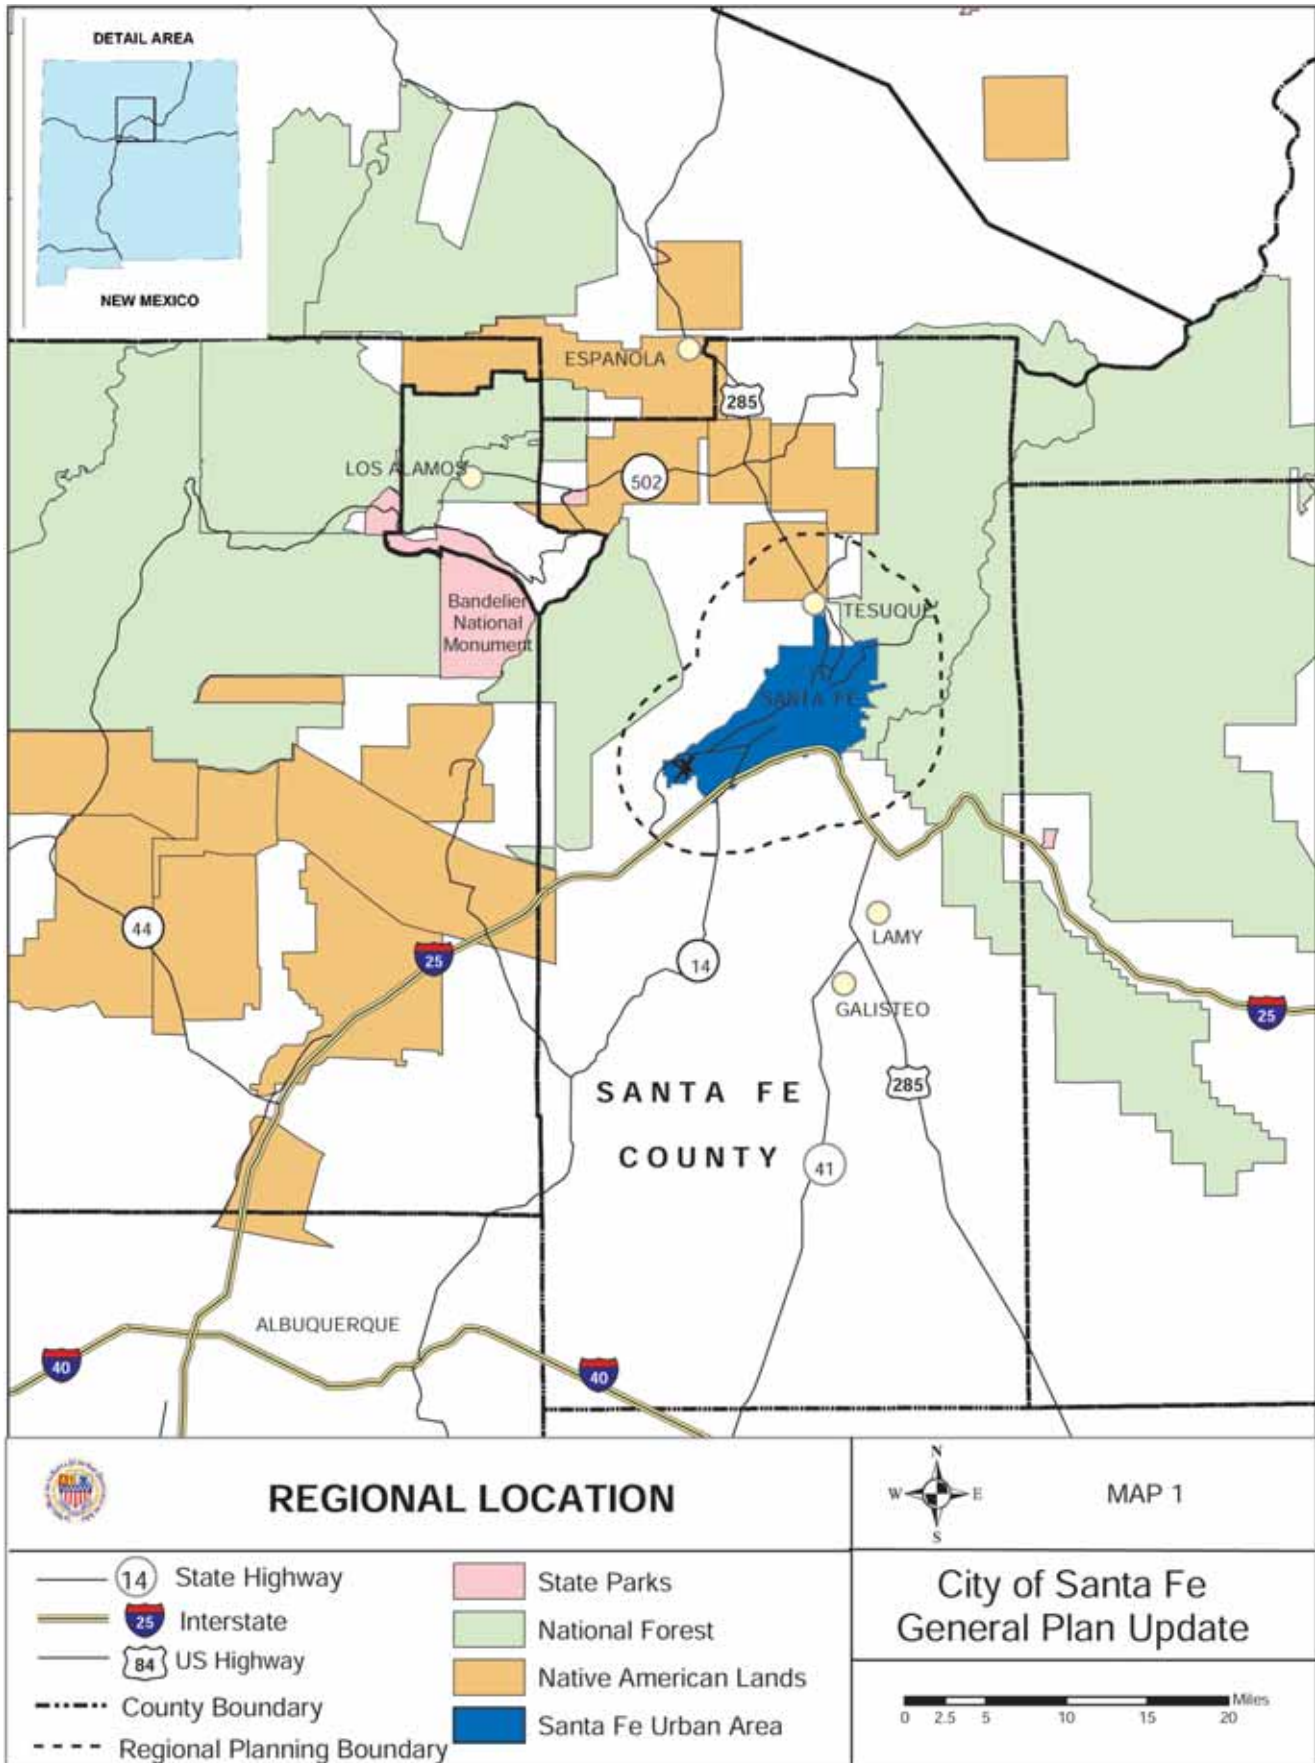 DETAIL AREA
NEW MEXICO
ESPAÑOLA
285
LOS ALAMOS
502
Bandelier
National
Monument
TESUQUE
SANTA FE
44
25
14
LAMY
GALISTEO
25
SANTA FE
COUNTY
285
41
ALBUQUERQUE
40
40
REGIONAL LOCATION
N
W
E
S
MAP 1
14
State Highway
25
Interstate
84
US Highway
County Boundary
Regional Planning Boundary
State Parks
National Forest
Native American Lands
Santa Fe Urban Area
City of Santa Fe
General Plan Update
Miles
0 2.5 5 10 15 20